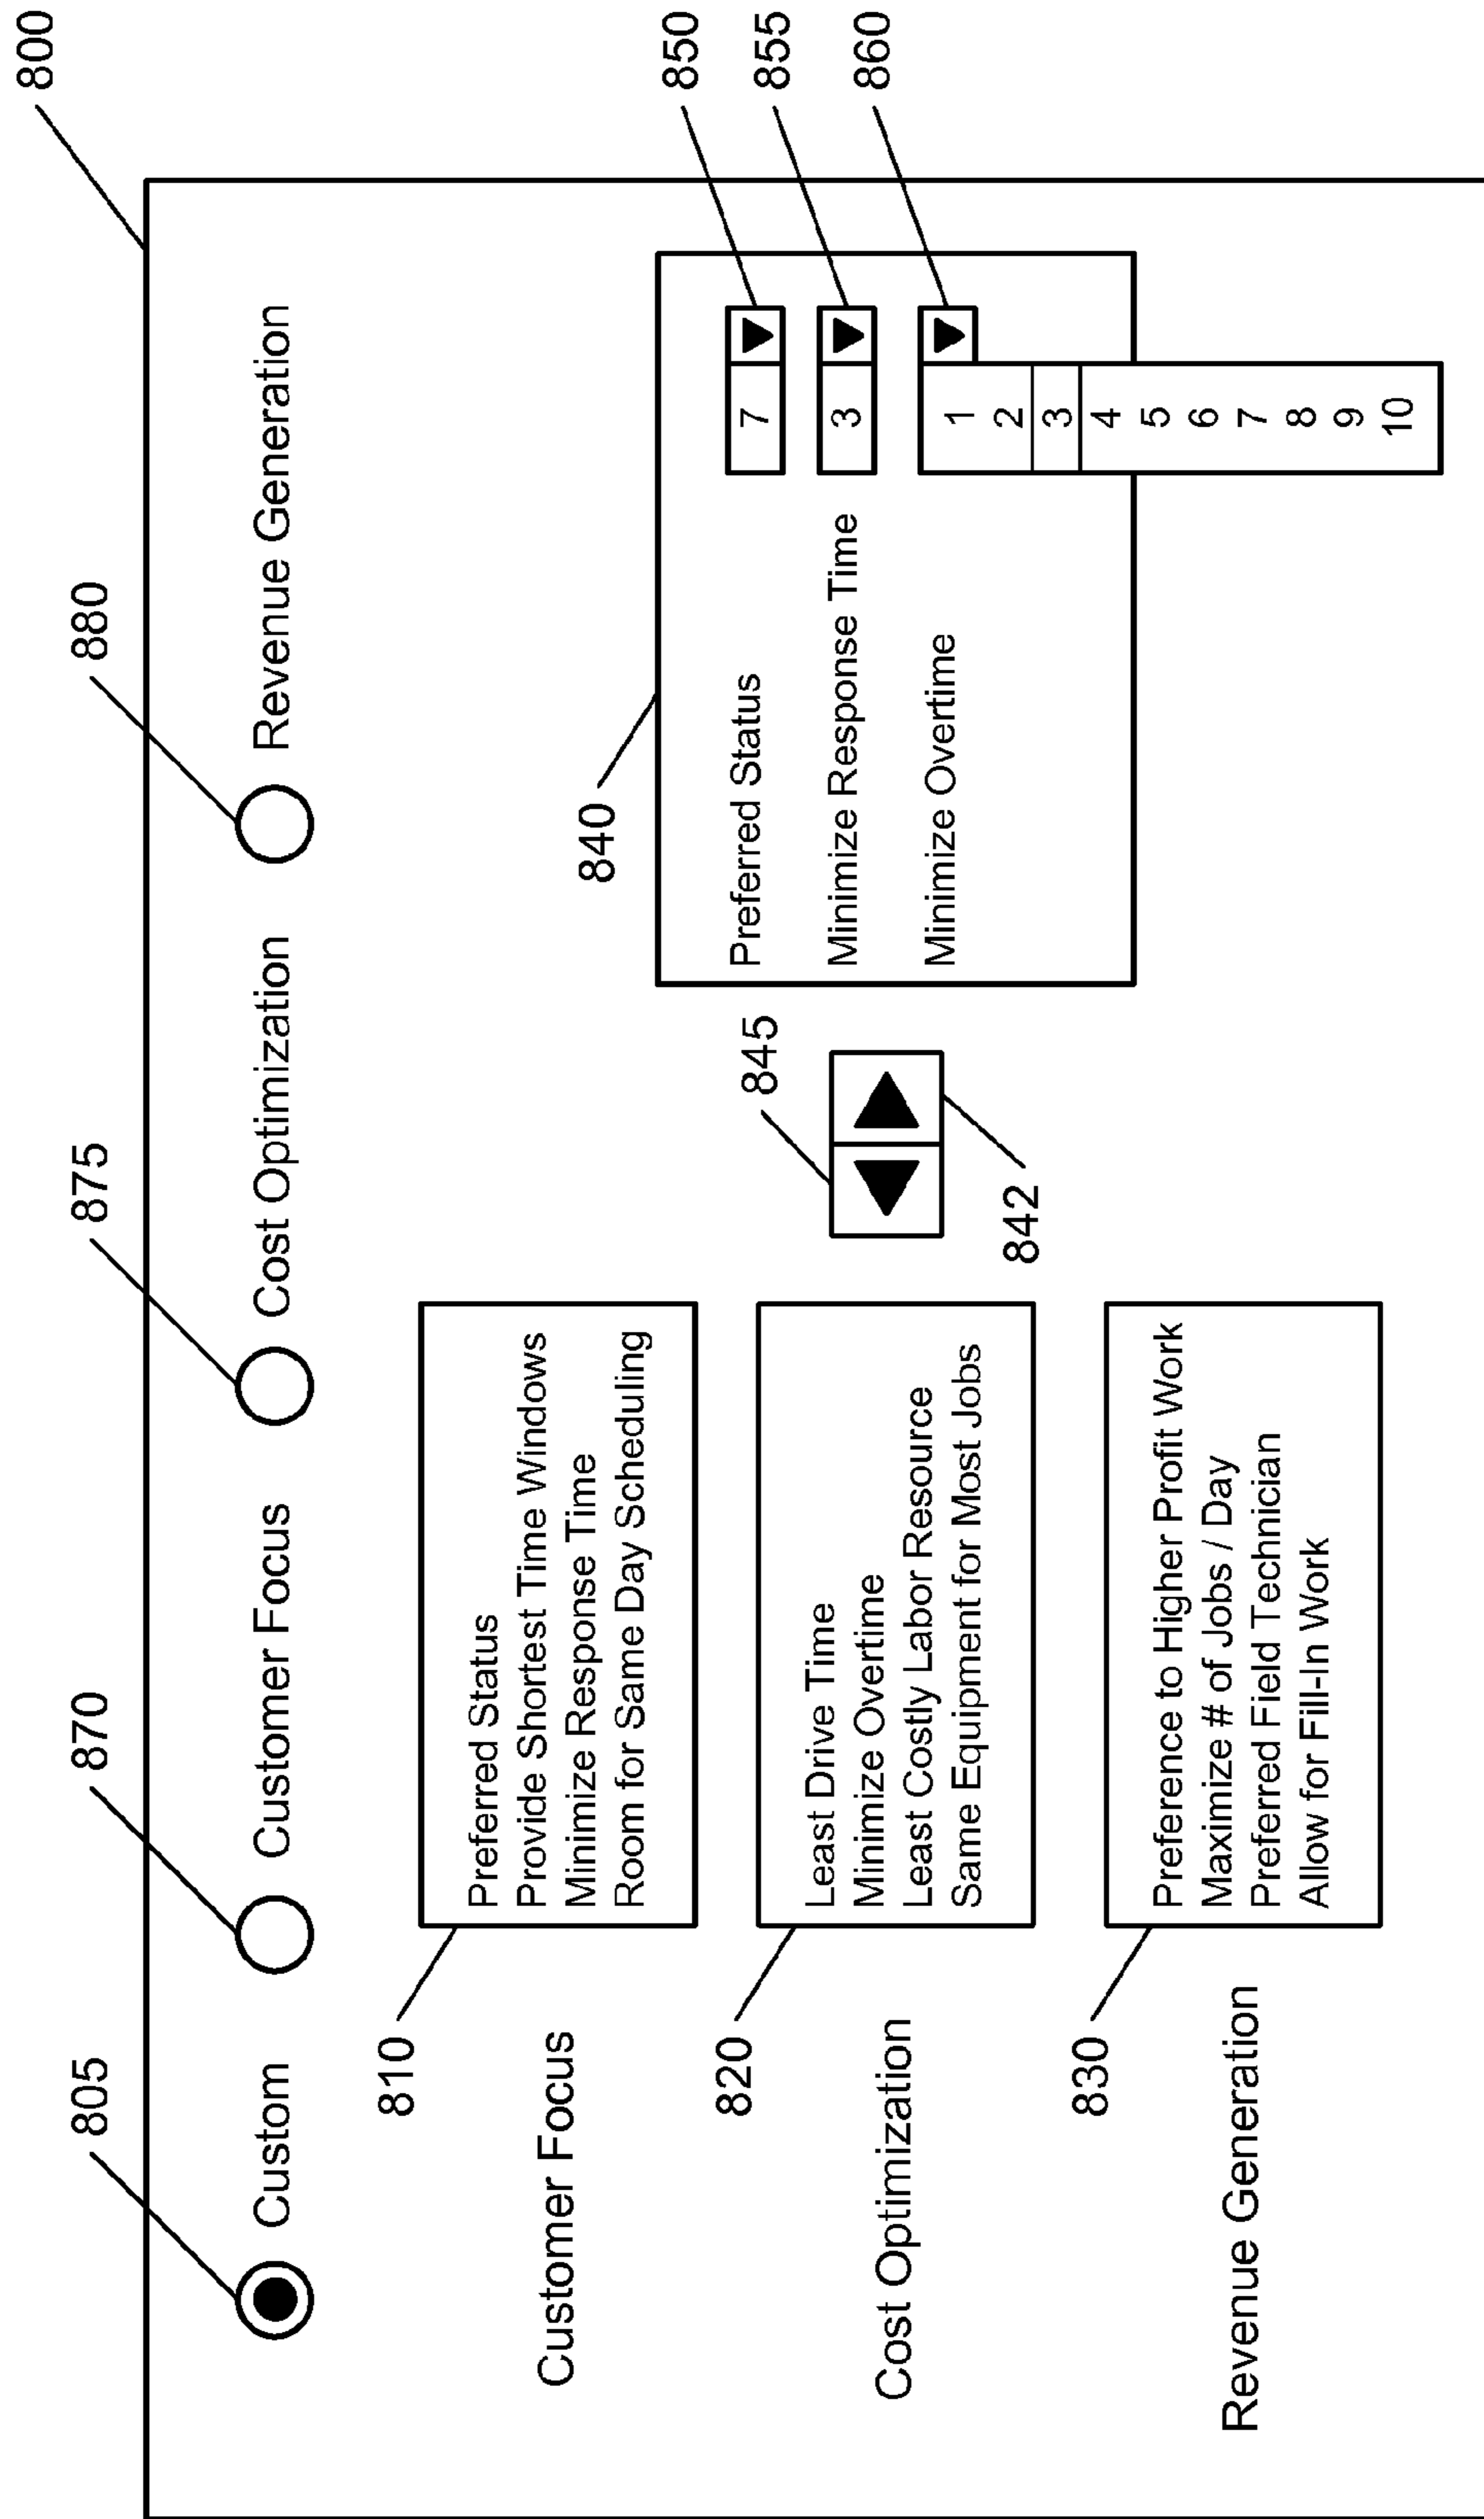 800
805
870
875
880
Custom
Customer Focus
Cost Optimization
Revenue Generation
810
Customer Focus
Preferred Status
Provide Shortest Time Windows
Minimize Response Time
Room for Same Day Scheduling
820
Cost Optimization
Least Drive Time
Minimize Overtime
Least Costly Labor Resource
Same Equipment for Most Jobs
830
Revenue Generation
Preference to Higher Profit Work
Maximize # of Jobs / Day
Preferred Field Technician
Allow for Fill-In Work
845
842
840
Preferred Status
7
850
Minimize Response Time
3
855
Minimize Overtime
860
1
2
3
4
5
6
7
8
9
10